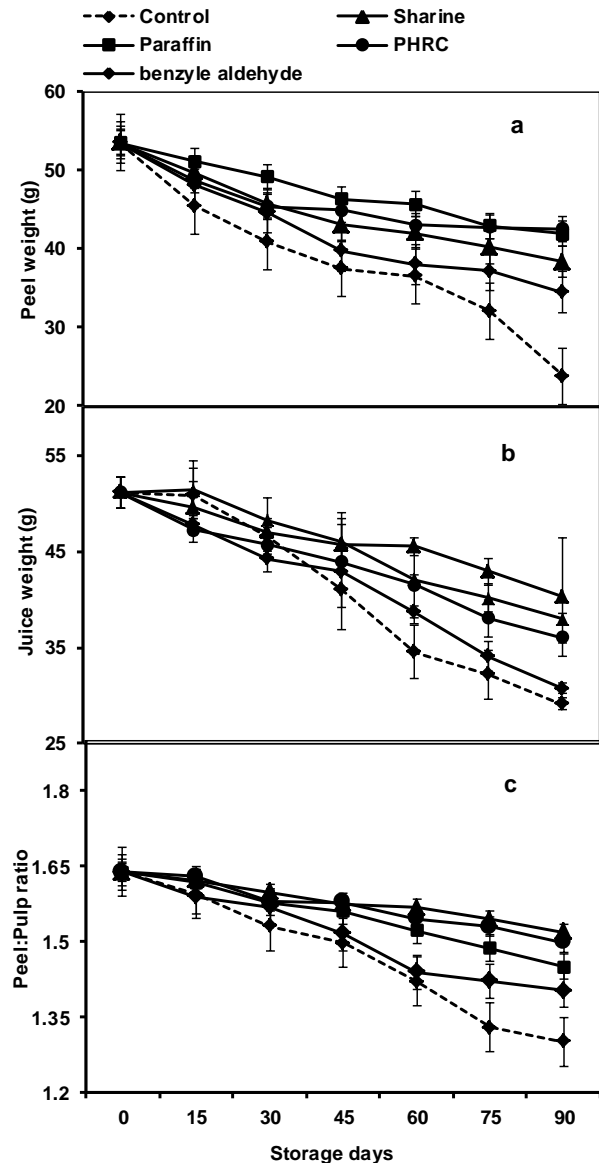 Control Sharine
Paraffin PHRC
benzyle aldehyde
60
50
40
30
20
Peel weight (g)
a
55
45
35
25
Juice weight (g)
b
1.8
1.65
1.5
1.35
1.2
Peel:Pulp ratio
c
0 15 30 45 60 75 90
Storage days